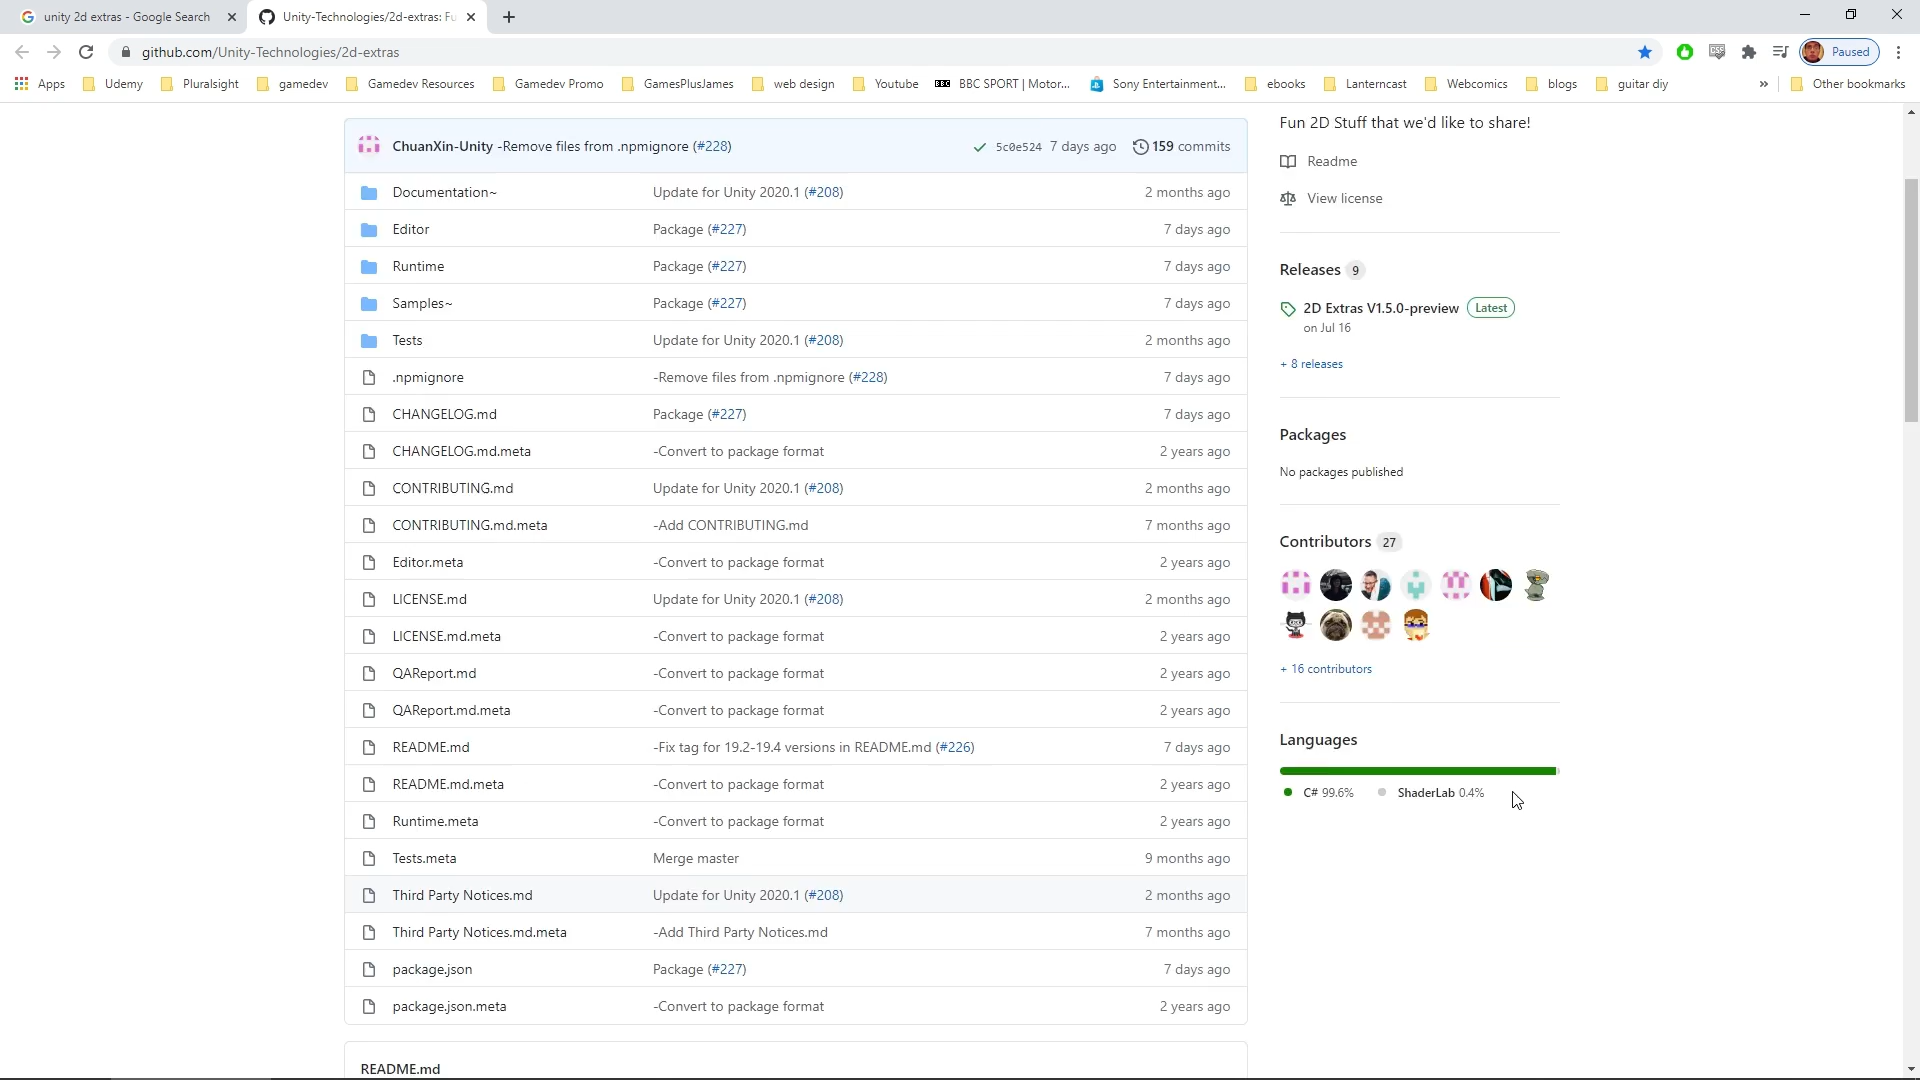 unity 2d extras - Google Search
Unity-Technologies/2d-extras: Fu
github.com/Unity-Technologies/2d-extras
Paused
Apps Udemy Pluralsight gamedev Gamedev Resources Gamedev Promo GamesPlusJames web design Youtube BBC BBC SPORT | Motor... Sony Entertainment... ebooks Lanterncast Webcomics blogs guitar diy » Other bookmarks
ChuanXin-Unity -Remove files from .npmignore (#228) 5c0e524 7 days ago 159 commits
Documentation~ Update for Unity 2020.1 (#208) 2 months ago
Editor Package (#227) 7 days ago
Runtime Package (#227) 7 days ago
Samples~ Package (#227) 7 days ago
Tests Update for Unity 2020.1 (#208) 2 months ago
.npmignore -Remove files from .npmignore (#228) 7 days ago
CHANGELOG.md Package (#227) 7 days ago
CHANGELOG.md.meta -Convert to package format 2 years ago
CONTRIBUTING.md Update for Unity 2020.1 (#208) 2 months ago
CONTRIBUTING.md.meta -Add CONTRIBUTING.md 7 months ago
Editor.meta -Convert to package format 2 years ago
LICENSE.md Update for Unity 2020.1 (#208) 2 months ago
LICENSE.md.meta -Convert to package format 2 years ago
QAReport.md -Convert to package format 2 years ago
QAReport.md.meta -Convert to package format 2 years ago
README.md -Fix tag for 19.2-19.4 versions in README.md (#226) 7 days ago
README.md.meta -Convert to package format 2 years ago
Runtime.meta -Convert to package format 2 years ago
Tests.meta Merge master 9 months ago
Third Party Notices.md Update for Unity 2020.1 (#208) 2 months ago
Third Party Notices.md.meta -Add Third Party Notices.md 7 months ago
package.json Package (#227) 7 days ago
package.json.meta -Convert to package format 2 years ago
README.md
Fun 2D Stuff that we'd like to share!
Readme
View license
Releases 9
2D Extras V1.5.0-preview Latest
on Jul 16
+ 8 releases
Packages
No packages published
Contributors 27
+ 16 contributors
Languages
C# 99.6% ShaderLab 0.4%